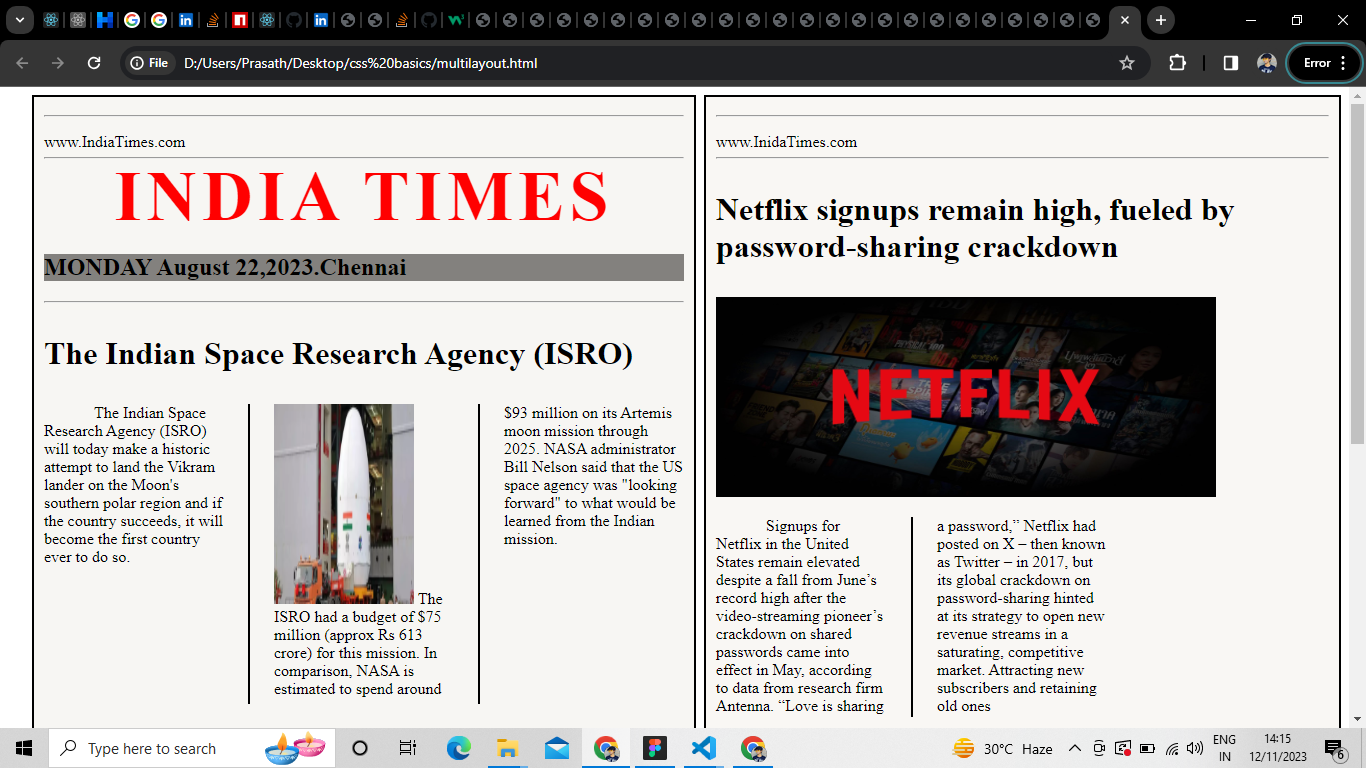 File
D:/Users/Prasath/Desktop/css%20basics/multilayout.html
Error
www.IndiaTimes.com
INDIA TIMES
MONDAY August 22,2023.Chennai
The Indian Space Research Agency (ISRO)
The Indian Space
Research Agency (ISRO)
will today make a historic
attempt to land the Vikram
lander on the Moon's
southern polar region and if
the country succeeds, it will
become the first country
ever to do so.
The
ISRO had a budget of $75
million (approx Rs 613
crore) for this mission. In
comparison, NASA is
estimated to spend around
$93 million on its Artemis
moon mission through
2025. NASA administrator
Bill Nelson said that the US
space agency was "looking
forward" to what would be
learned from the Indian
mission.
www.InidaTimes.com
Netflix signups remain high, fueled by
password-sharing crackdown
NETFLIX
Signups for
Netflix in the United
States remain elevated
despite a fall from June’s
record high after the
video-streaming pioneer’s
crackdown on shared
passwords came into
effect in May, according
to data from research firm
Antenna. “Love is sharing
a password,” Netflix had
posted on X – then known
as Twitter – in 2017, but
its global crackdown on
password-sharing hinted
at its strategy to open new
revenue streams in a
saturating, competitive
market. Attracting new
subscribers and retaining
old ones
Type here to search
30°C Haze
ENG
IN
14:15
12/11/2023
6